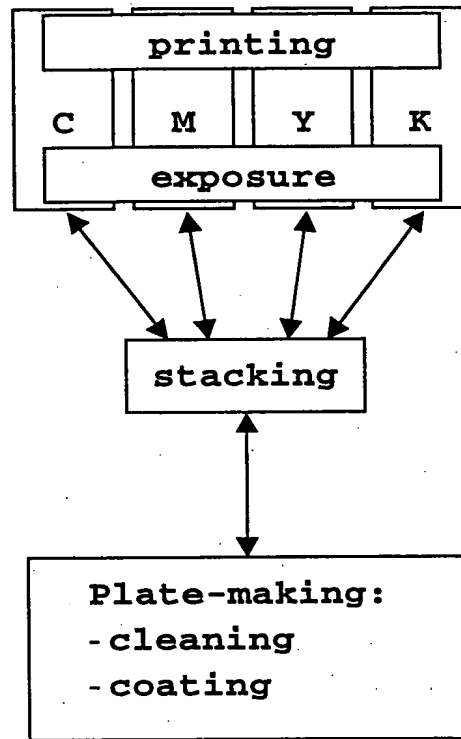 printing
C M Y K
exposure
stacking
Plate-making:
-cleaning
-coating